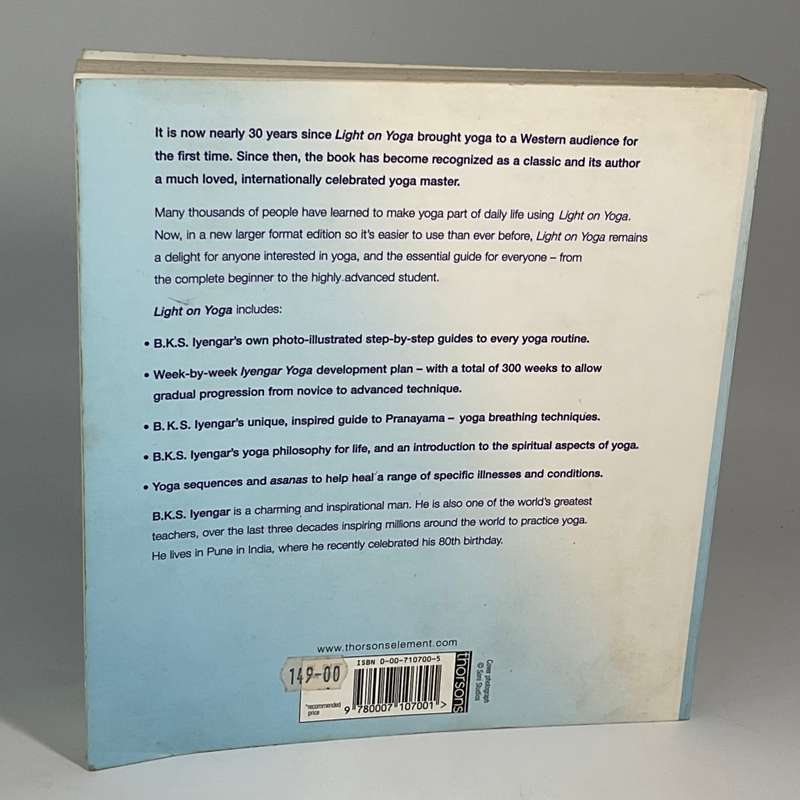 It is now nearly 30 years since Light on Yoga brought yoga to a Western audience for
the first time. Since then, the book has become recognized as a classic and its author
a much loved, internationally celebrated yoga master.
Many thousands of people have learned to make yoga part of daily life using Light on Yoga.
Now, in a new larger format edition so it's easier to use than ever before, Light on Yoga remains
a delight for anyone interested in yoga, and the essential guide for everyone – from
the complete beginner to the highly advanced student.
Light on Yoga includes:
• B.K.S. Iyengar's own photo-illustrated step-by-step guides to every yoga routine.
• Week-by-week Iyengar Yoga development plan – with a total of 300 weeks to allow
gradual progression from novice to advanced technique.
• B.K.S. Iyengar's unique, inspired guide to Pranayama – yoga breathing techniques.
• B.K.S. Iyengar's yoga philosophy for life, and an introduction to the spiritual aspects of yoga.
• Yoga sequences and asanas to help heal a range of specific illnesses and conditions.
B.K.S. Iyengar is a charming and inspirational man. He is also one of the world's greatest
teachers, over the last three decades inspiring millions around the world to practice yoga.
He lives in Pune in India, where he recently celebrated his 80th birthday.
www.thorsonselement.com
149-00
ISBN 0-00-710700-5
*recommended
price
9 780007 107001 >
thorsons
Cover photograph
© Sami Studios